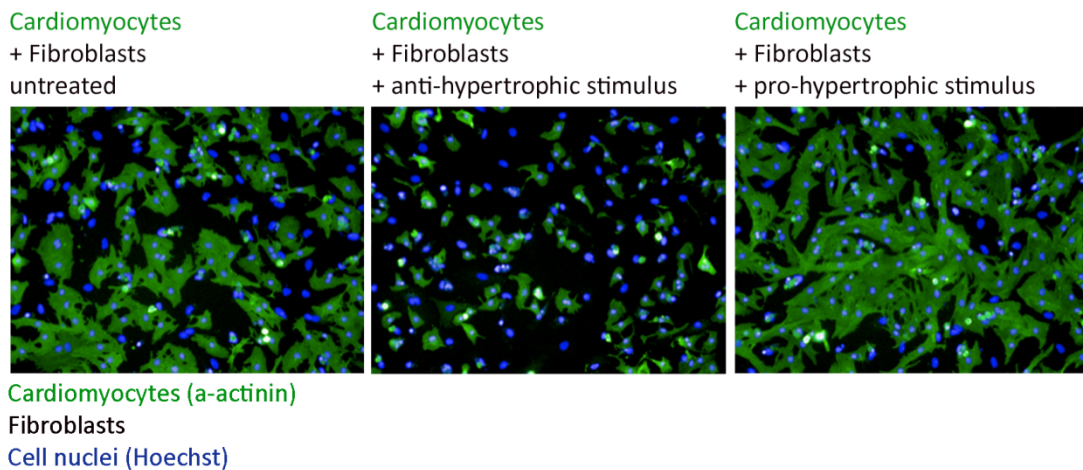 Cardiomyocytes
+ Fibroblasts
untreated
Cardiomyocytes
+ Fibroblasts
+ anti-hypertrophic stimulus
Cardiomyocytes
+ Fibroblasts
+ pro-hypertrophic stimulus
Cardiomyocytes (a-actinin)
Fibroblasts
Cell nuclei (Hoechst)